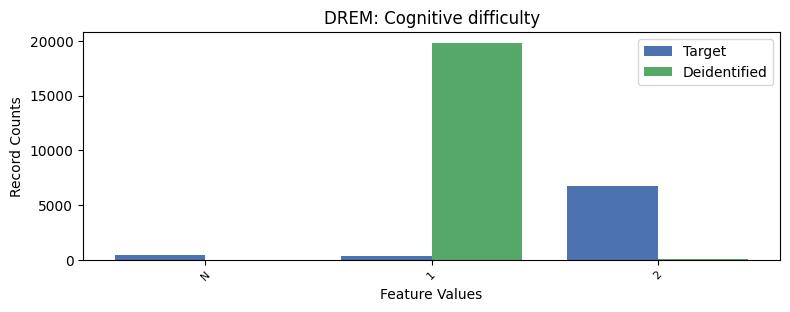 DREM: Cognitive difficulty
Target
Deidentified
20000
15000
10000
5000
0
Record Counts
N
1
2
Feature Values